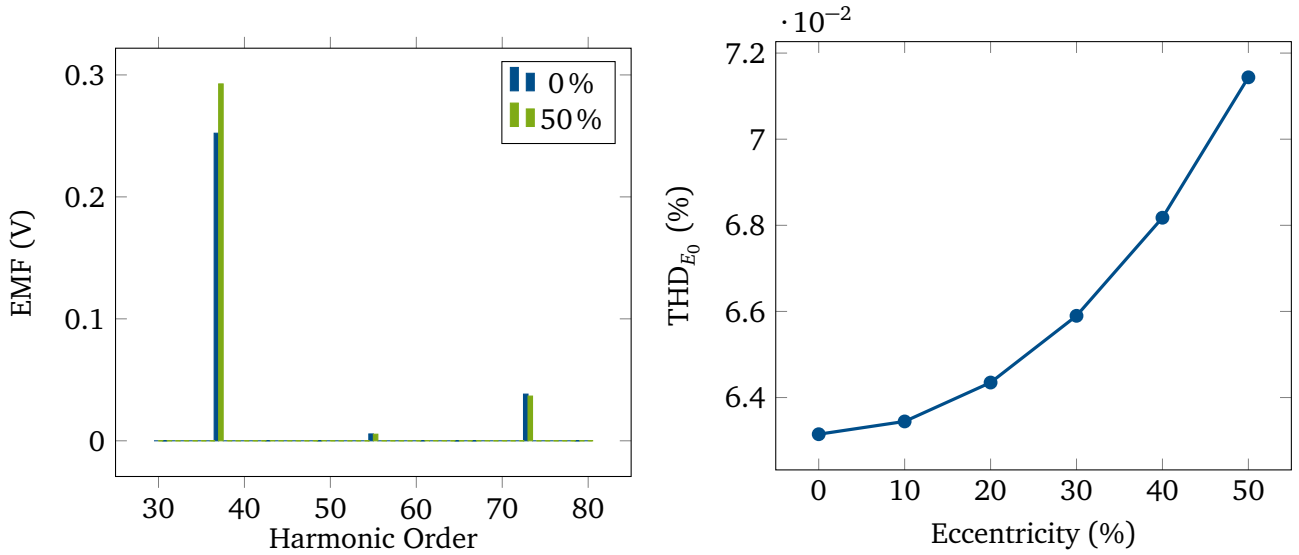 0.3
0.2
0.1
0
EMF (V)
30 40 50 60 70 80
Harmonic Order
0 %
50 %
·10−2
7.2
7
6.8
6.6
6.4
THDE0 (%)
0 10 20 30 40 50
Eccentricity (%)